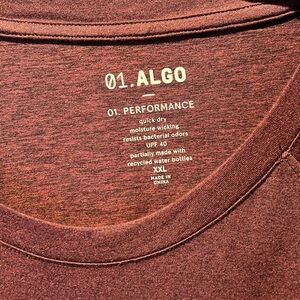 01.ALGO
01. PERFORMANCE
quick dry
moisture wicking
resists bacterial odors
UPF 40
partially made with
recycled water bottles
XXL
MADE IN
CHINA